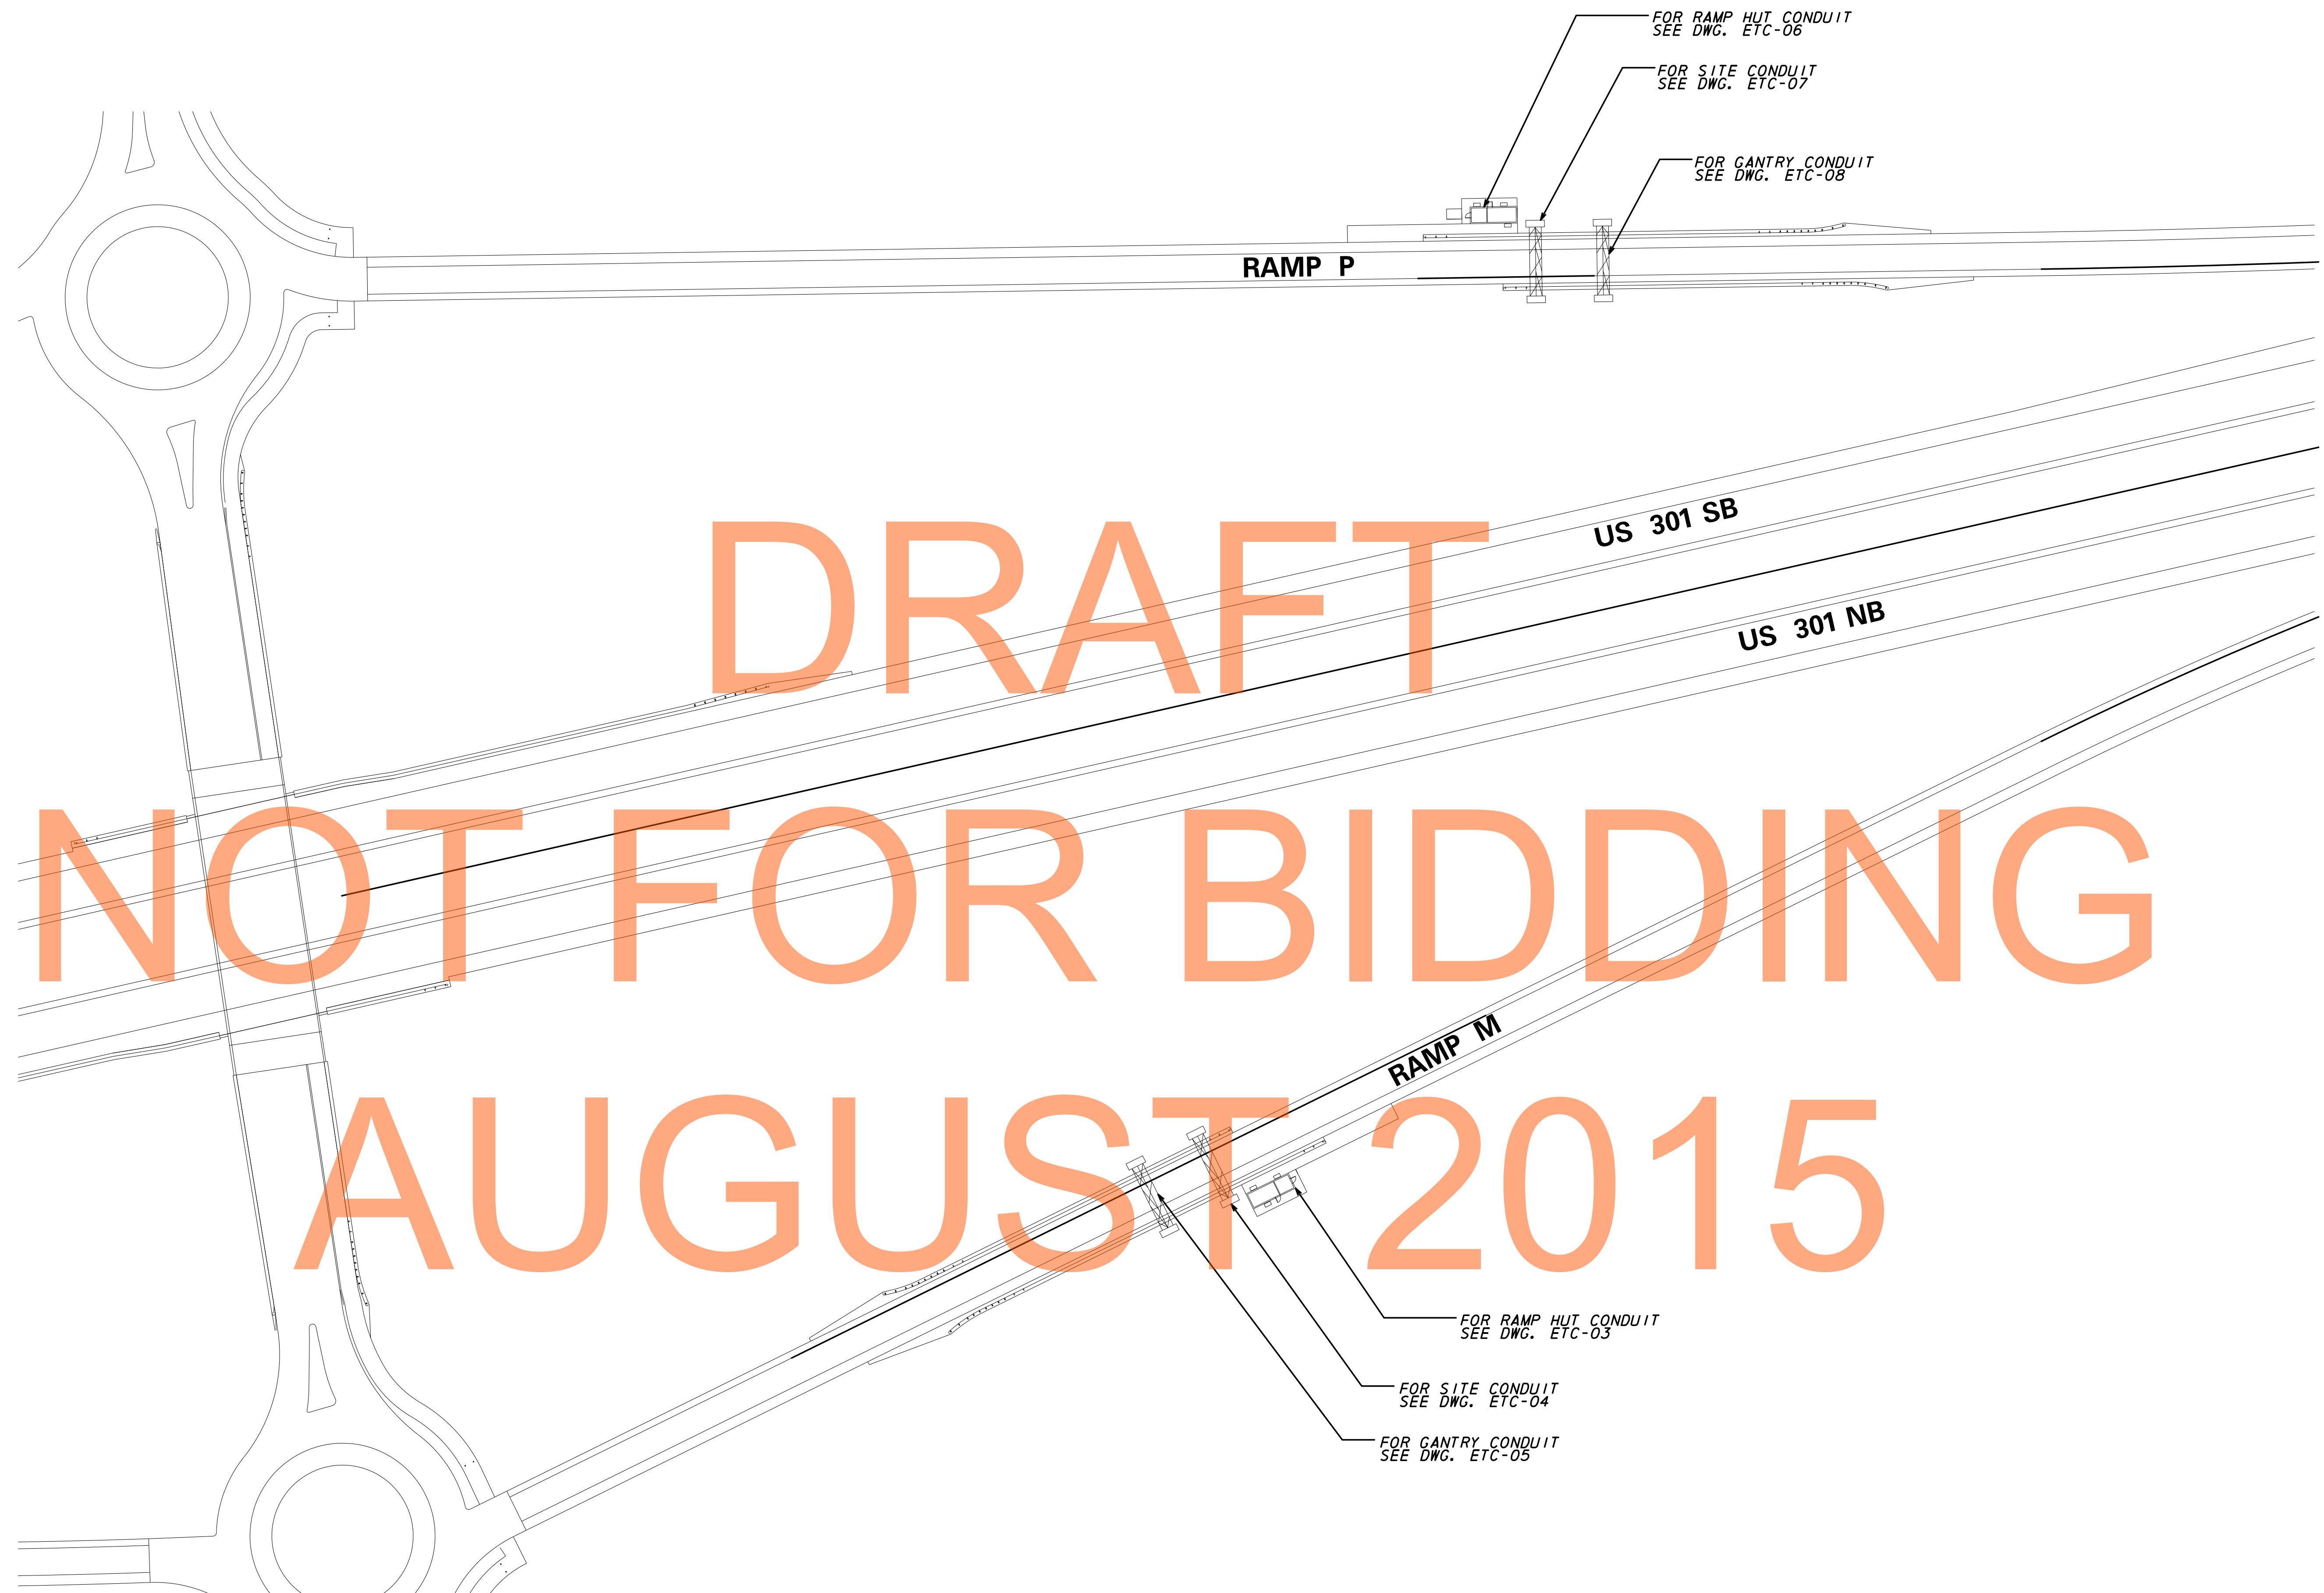 FOR RAMP HUT CONDUIT
SEE DWG. ETC-06
FOR SITE CONDUIT
SEE DWG. ETC-07
FOR GANTRY CONDUIT
SEE DWG. ETC-08
RAMP P
US 301 SB
DRAFT
US 301 NB
NOT FOR BIDDING
RAMP M
AUGUST 2015
FOR RAMP HUT CONDUIT
SEE DWG. ETC-03
FOR SITE CONDUIT
SEE DWG. ETC-04
FOR GANTRY CONDUIT
SEE DWG. ETC-05